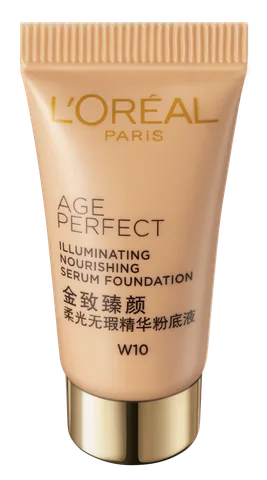 L'ORÉAL
PARIS
AGE
PERFECT
ILLUMINATING
NOURISHING
SERUM FOUNDATION
金致臻颜
柔光无瑕精华粉底液
W10